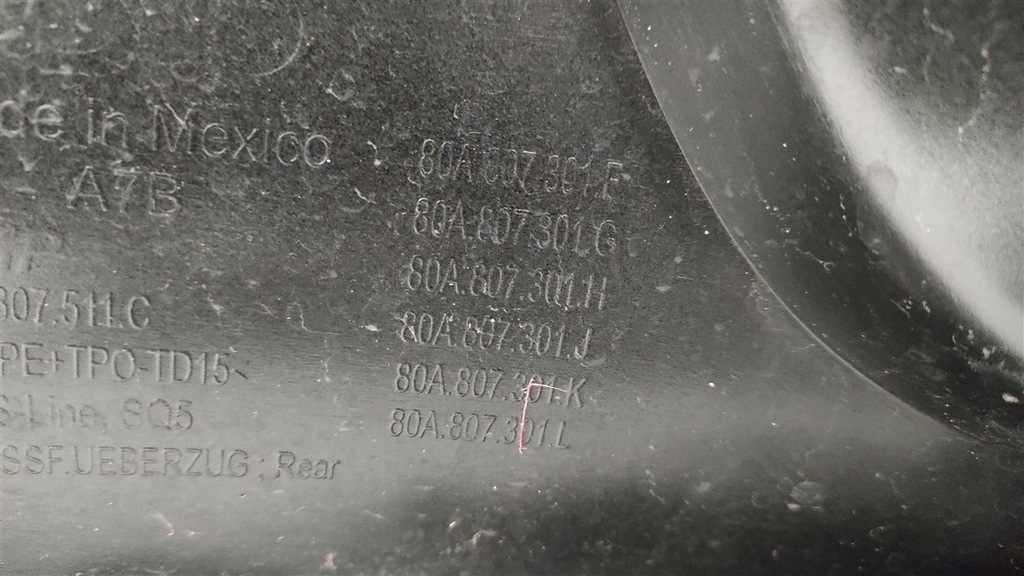 de in Mexico
A7B
807.511.C
PE+TPO-TD15
S-Line, SQ5
SSF.UEBERZUG ; Rear
80A.807.301.F
80A.807.301.G
80A.807.301.H
80A.807.301.J
80A.807.301.K
80A.807.301.L